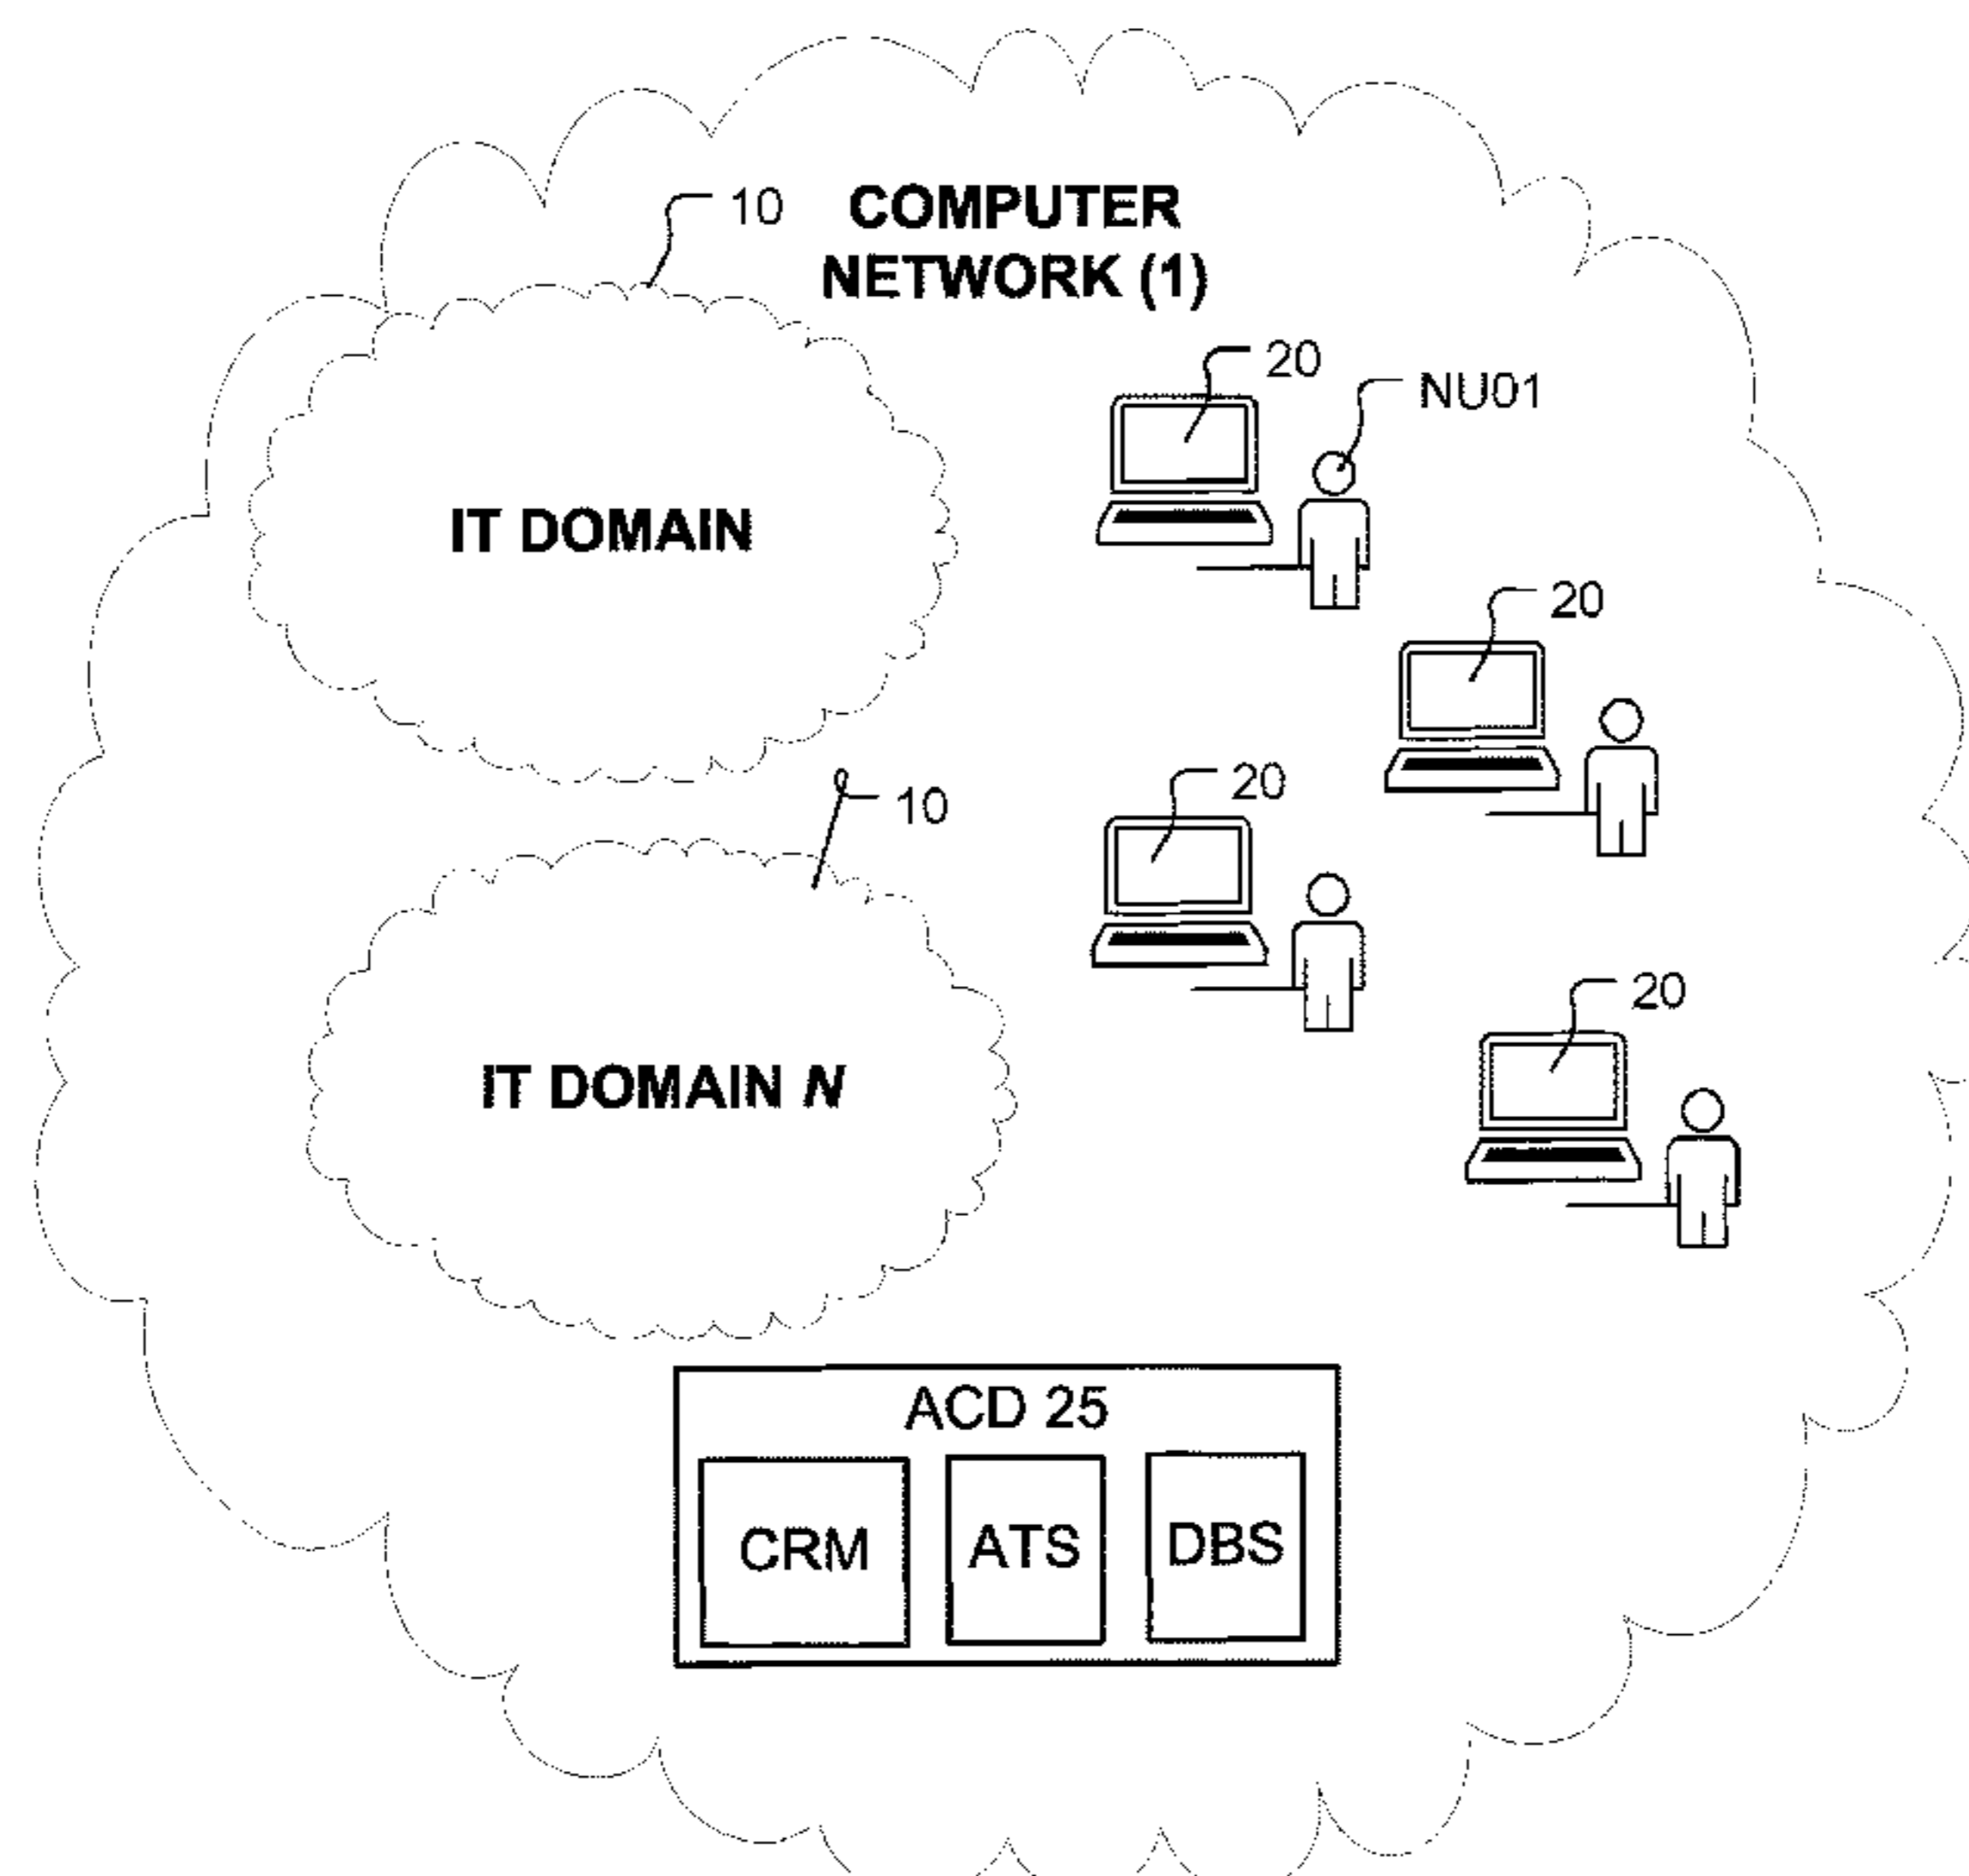 10
COMPUTER
NETWORK (1)
20
NU01
IT DOMAIN
20
20
10
20
IT DOMAIN N
ACD 25
CRM
ATS
DBS